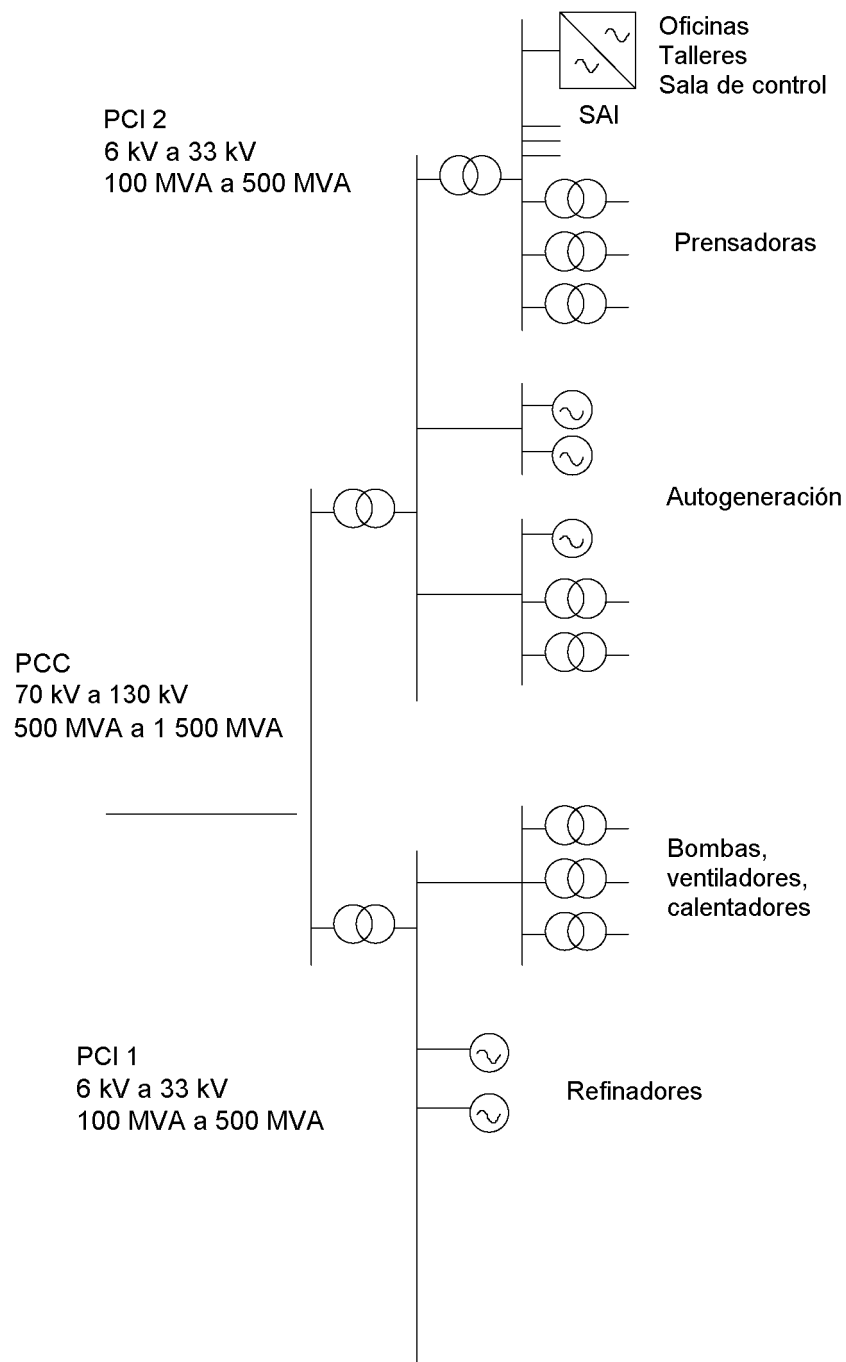 Oficinas
Talleres
Sala de control
SAI
PCI 2
6 kV a 33 kV
100 MVA a 500 MVA
Prensadoras
Autogeneración
PCC
70 kV a 130 kV
500 MVA a 1 500 MVA
Bombas,
ventiladores,
calentadores
PCI 1
6 kV a 33 kV
100 MVA a 500 MVA
Refinadores